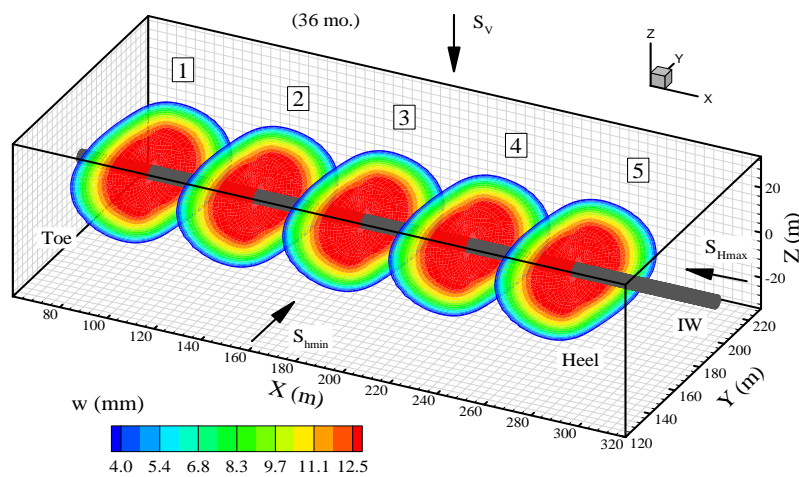 (36 mo.)
S_V
Z
Y
X
1
2
3
4
5
20
0
-20
Z (m)
Toe
S_Hmax
IW
Heel
S_hmin
80
100
120
140
160
180
200
220
240
260
280
300
320
X (m)
120
140
160
180
200
220
Y (m)
w (mm)
4.0 5.4 6.8 8.3 9.7 11.1 12.5